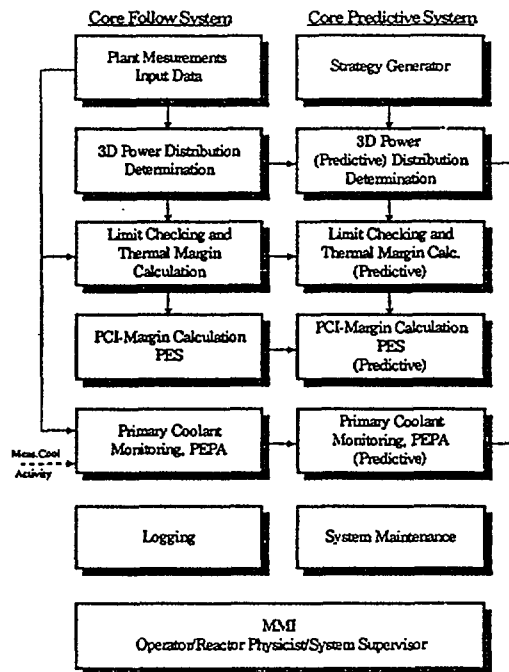 Core Follow System
Core Predictive System
Plant Mesurements
Input Data
Strategy Generator
3D Power Distribution
Determination
3D Power
(Predictive) Distribution
Determination
Limit Checking and
Thermal Margin
Calculation
Limit Checking and
Thermal Margin Calc.
(Predictive)
PCI-Margin Calculation
PES
PCI-Margin Calculation
PES
(Predictive)
Primary Coolant
Monitoring, PEPA
Primary Coolant
Monitoring, PEPA
(Predictive)
Meas.Cool
Activity
Logging
System Maintenance
MMI
Operator/Reactor Physicist/System Supervisor